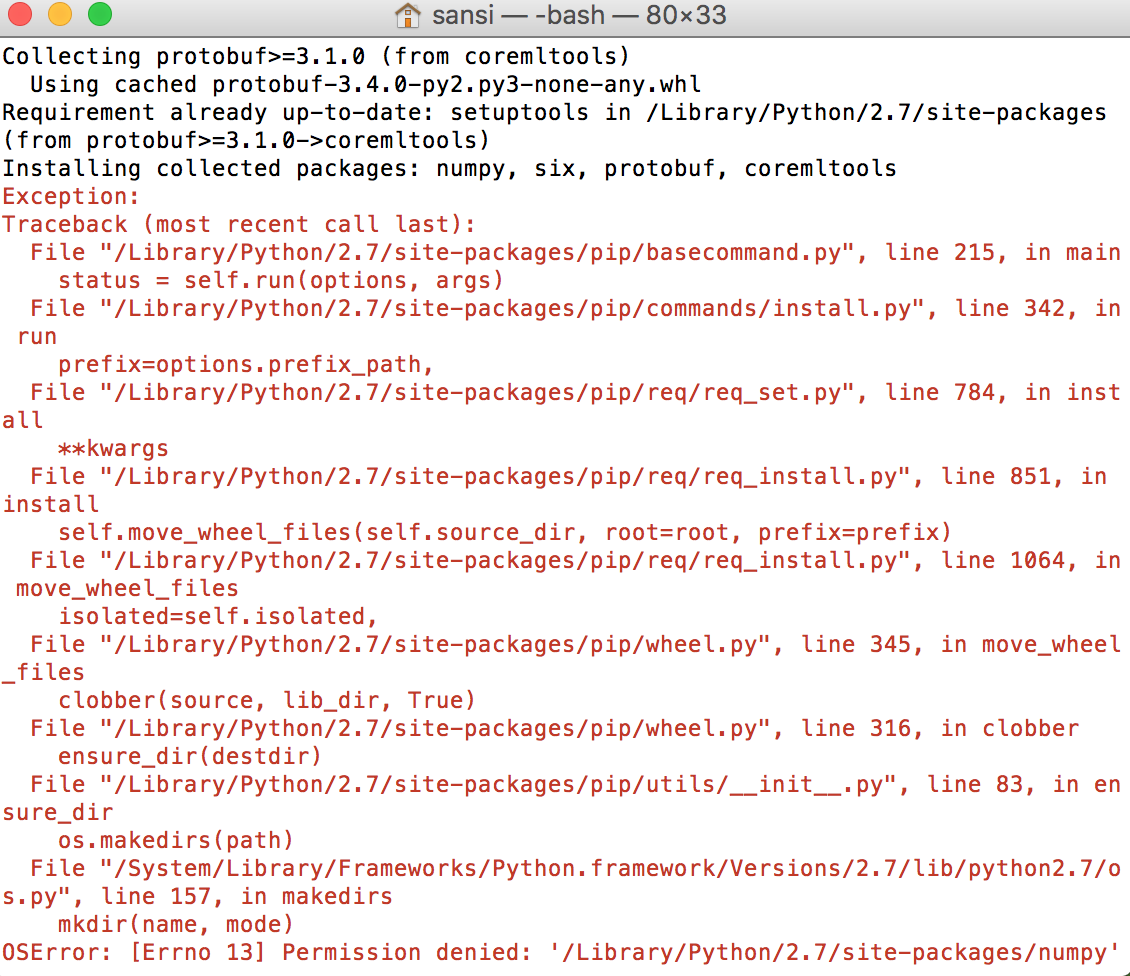 sansi — -bash — 80×33
Collecting protobuf>=3.1.0 (from coremltools)
  Using cached protobuf-3.4.0-py2.py3-none-any.whl
Requirement already up-to-date: setuptools in /Library/Python/2.7/site-packages
(from protobuf>=3.1.0->coremltools)
Installing collected packages: numpy, six, protobuf, coremltools
Exception:
Traceback (most recent call last):
  File "/Library/Python/2.7/site-packages/pip/basecommand.py", line 215, in main
    status = self.run(options, args)
  File "/Library/Python/2.7/site-packages/pip/commands/install.py", line 342, in
 run
    prefix=options.prefix_path,
  File "/Library/Python/2.7/site-packages/pip/req/req_set.py", line 784, in inst
all
    **kwargs
  File "/Library/Python/2.7/site-packages/pip/req/req_install.py", line 851, in
install
    self.move_wheel_files(self.source_dir, root=root, prefix=prefix)
  File "/Library/Python/2.7/site-packages/pip/req/req_install.py", line 1064, in
 move_wheel_files
    isolated=self.isolated,
  File "/Library/Python/2.7/site-packages/pip/wheel.py", line 345, in move_wheel
_files
    clobber(source, lib_dir, True)
  File "/Library/Python/2.7/site-packages/pip/wheel.py", line 316, in clobber
    ensure_dir(destdir)
  File "/Library/Python/2.7/site-packages/pip/utils/__init__.py", line 83, in en
sure_dir
    os.makedirs(path)
  File "/System/Library/Frameworks/Python.framework/Versions/2.7/lib/python2.7/o
s.py", line 157, in makedirs
    mkdir(name, mode)
OSError: [Errno 13] Permission denied: '/Library/Python/2.7/site-packages/numpy'